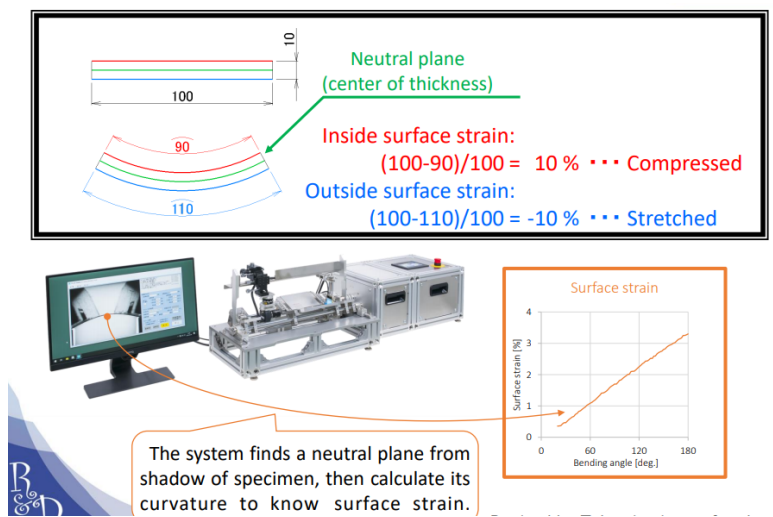 10
Neutral plane
(center of thickness)
100
90
Inside surface strain:
(100-90)/100 = 10 % ･･･ Compressed
Outside surface strain:
(100-110)/100 = -10 % ･･･ Stretched
110
Surface strain
4
3
2
1
0
Surface strain [%]
0 60 120 180
Bending angle [deg.]
The system finds a neutral plane from
shadow of specimen, then calculate its
curvature to know surface strain.
R
&D